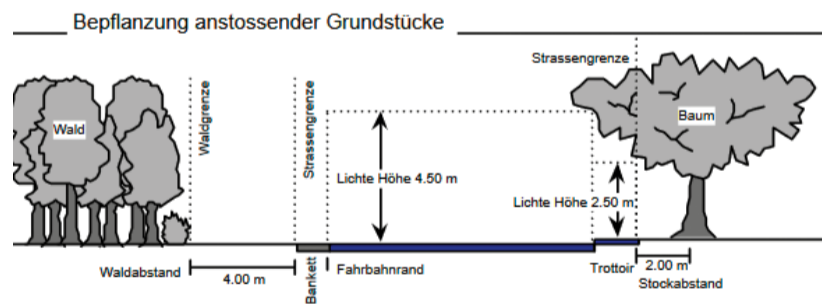 Bepflanzung anstossender Grundstücke
Strassengrenze
Waldgrenze
Strassengrenze
Wald
Baum
Lichte Höhe 4.50 m
Lichte Höhe 2.50 m
Waldabstand
4.00 m
Bankett
Fahrbahnrand
Trottoir
2.00 m
Stockabstand